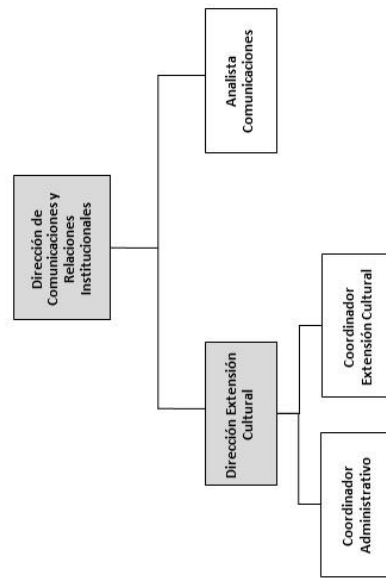 Dirección de
Comunicaciones y
Relaciones
Institucionales
Dirección Extensión
Cultural
Analista
Comunicaciones
Coordinador
Administrativo
Coordinador
Extensión Cultural